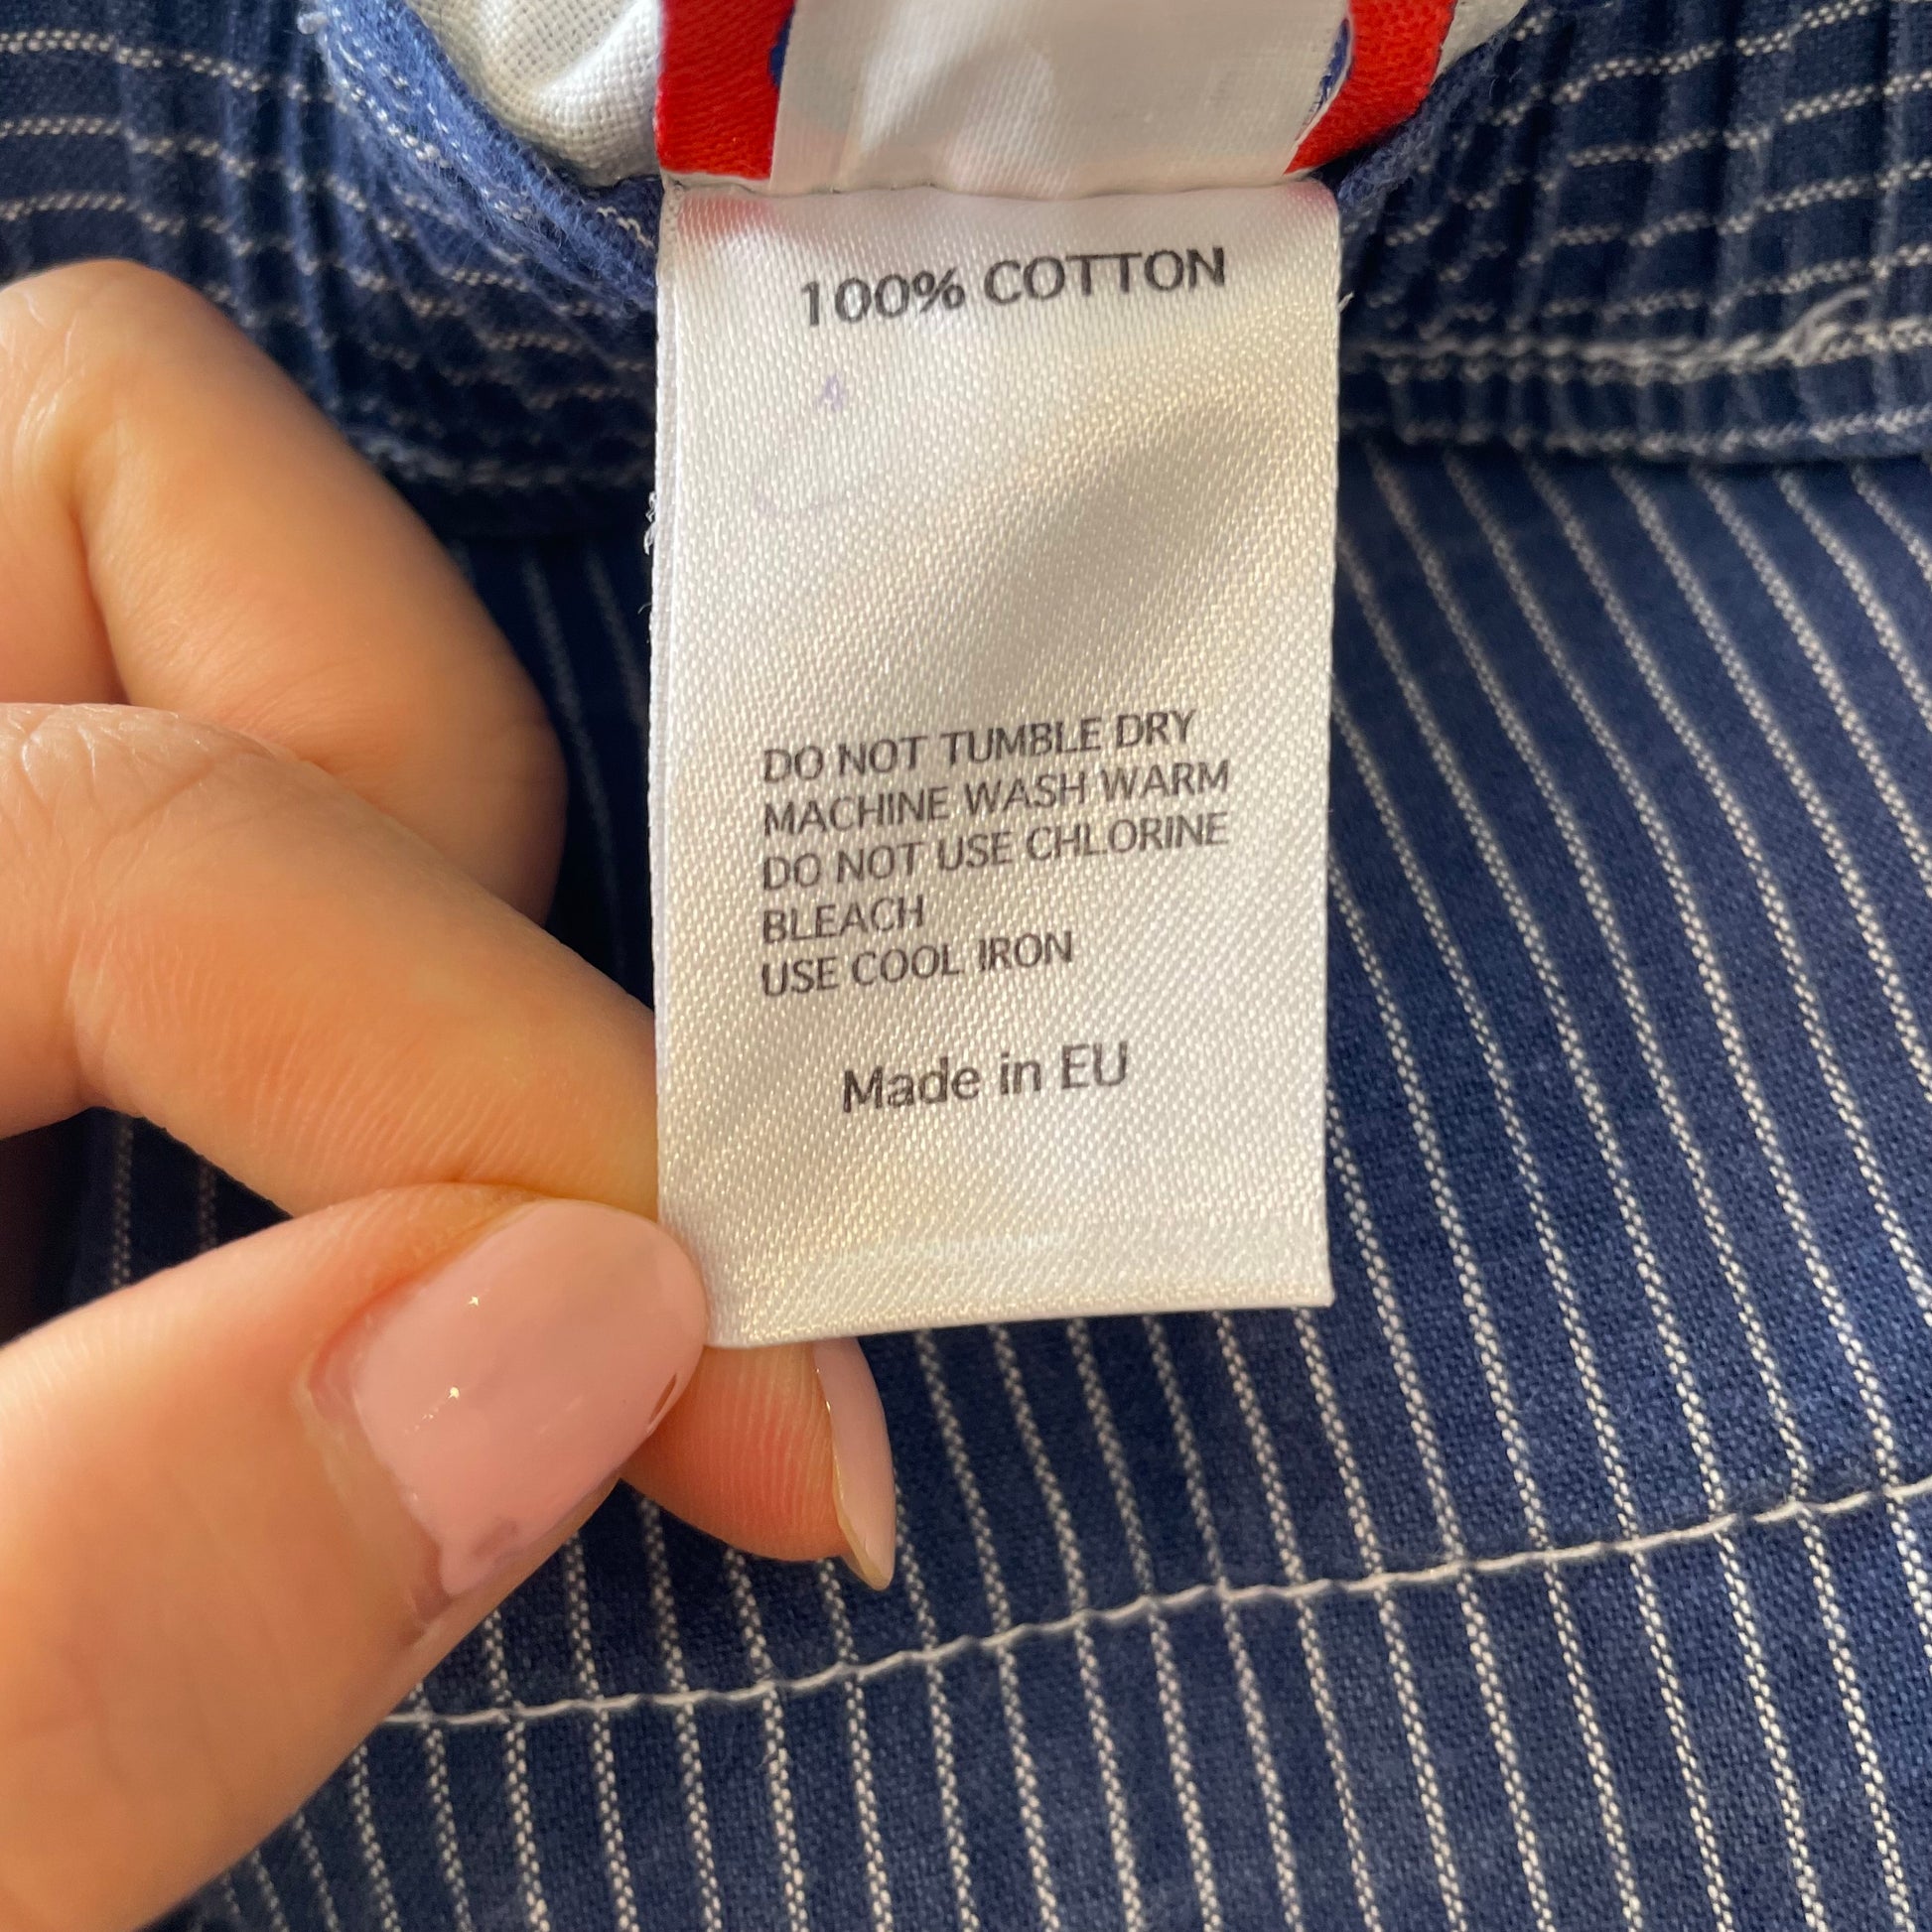 100% COTTON
DO NOT TUMBLE DRY
MACHINE WASH WARM
DO NOT USE CHLORINE
BLEACH
USE COOL IRON
Made in EU